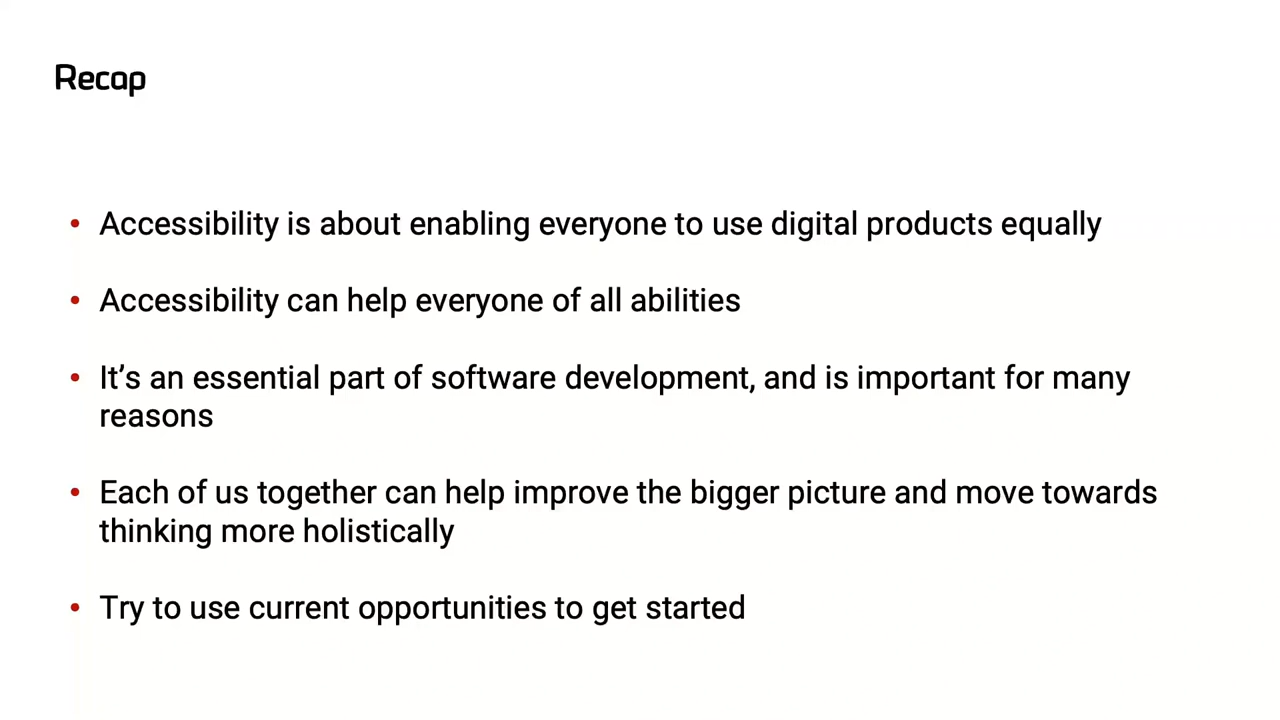 Recap
• Accessibility is about enabling everyone to use digital products equally
• Accessibility can help everyone of all abilities
• It’s an essential part of software development, and is important for many
reasons
• Each of us together can help improve the bigger picture and move towards
thinking more holistically
• Try to use current opportunities to get started